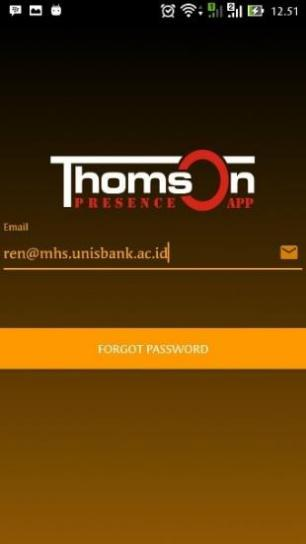 12.51
ThomsOn
PRESENCE APP
Email
ren@mhs.unisbank.ac.id
FORGOT PASSWORD